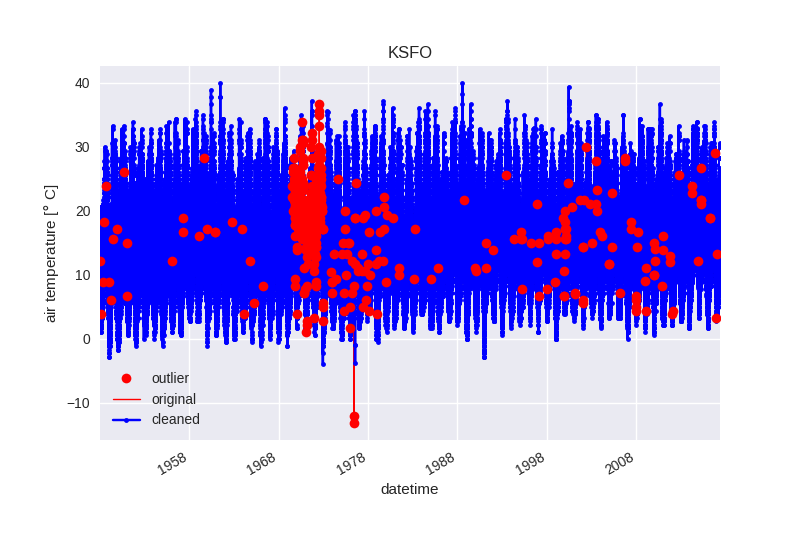 KSFO
40
30
20
10
0
−10
air temperature [° C]
outlier
original
cleaned
1958
1968
1978
1988
1998
2008
datetime